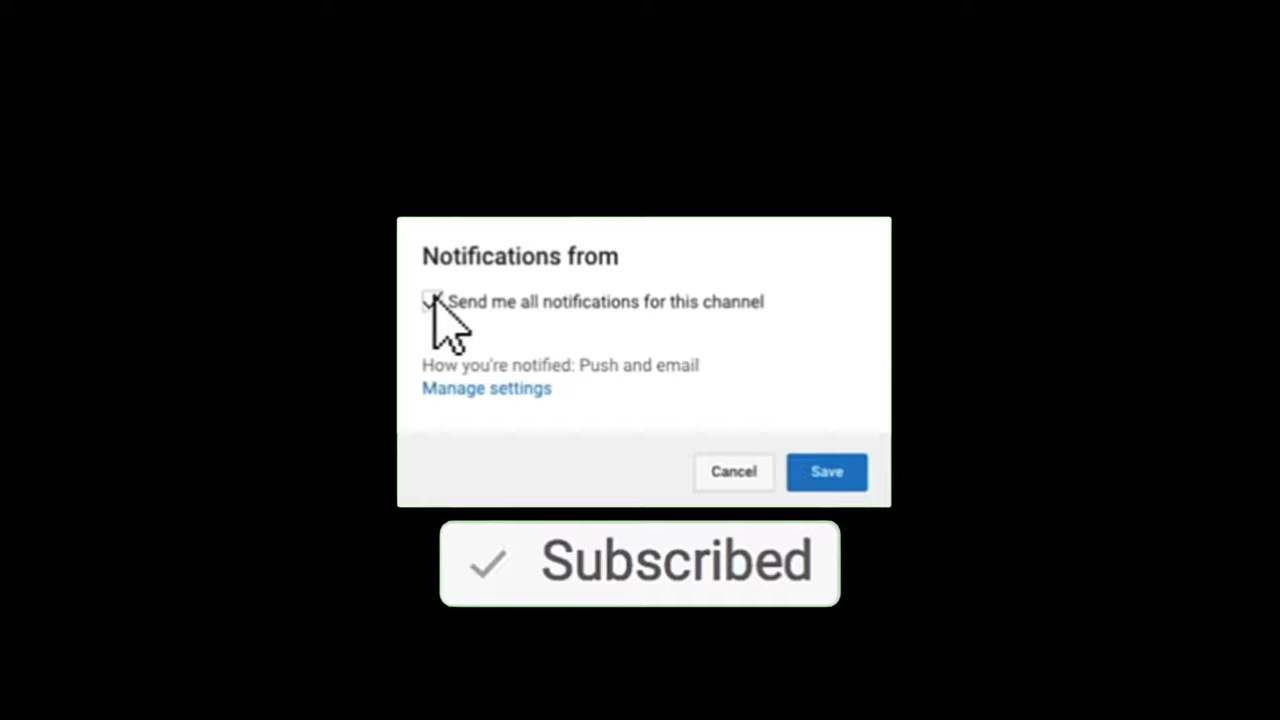 Notifications from
Send me all notifications for this channel
How you're notified: Push and email
Manage settings
Cancel Save
Subscribed